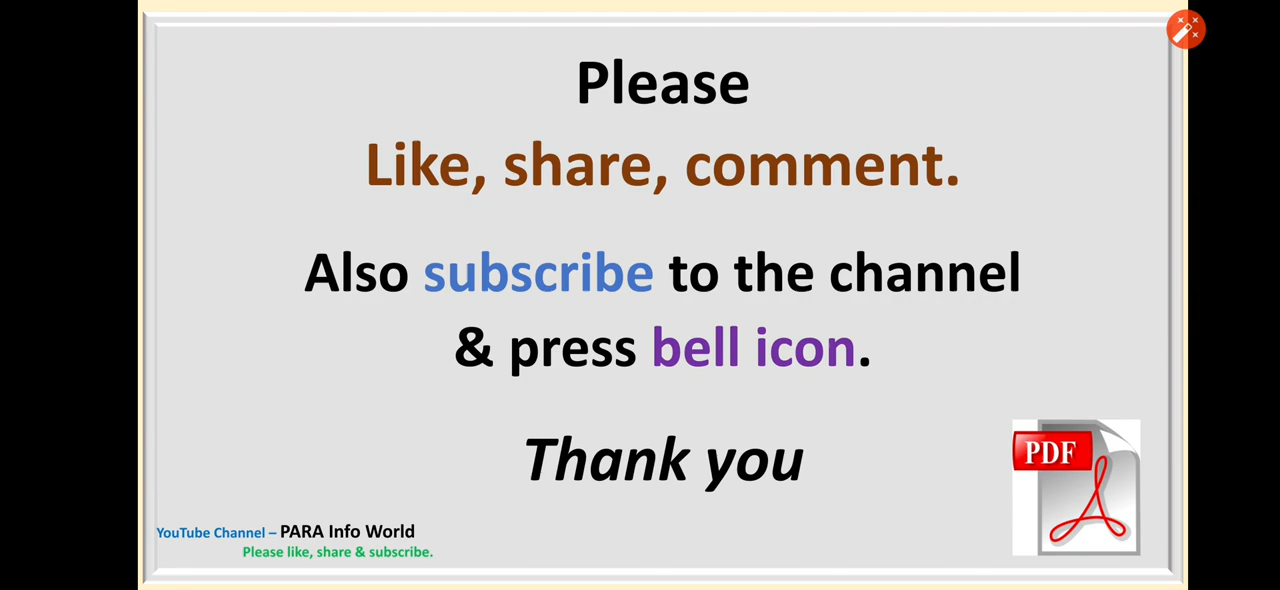 Please
Like, share, comment.
Also subscribe to the channel
& press bell icon.
Thank you
PDF
YouTube Channel – PARA Info World
Please like, share & subscribe.